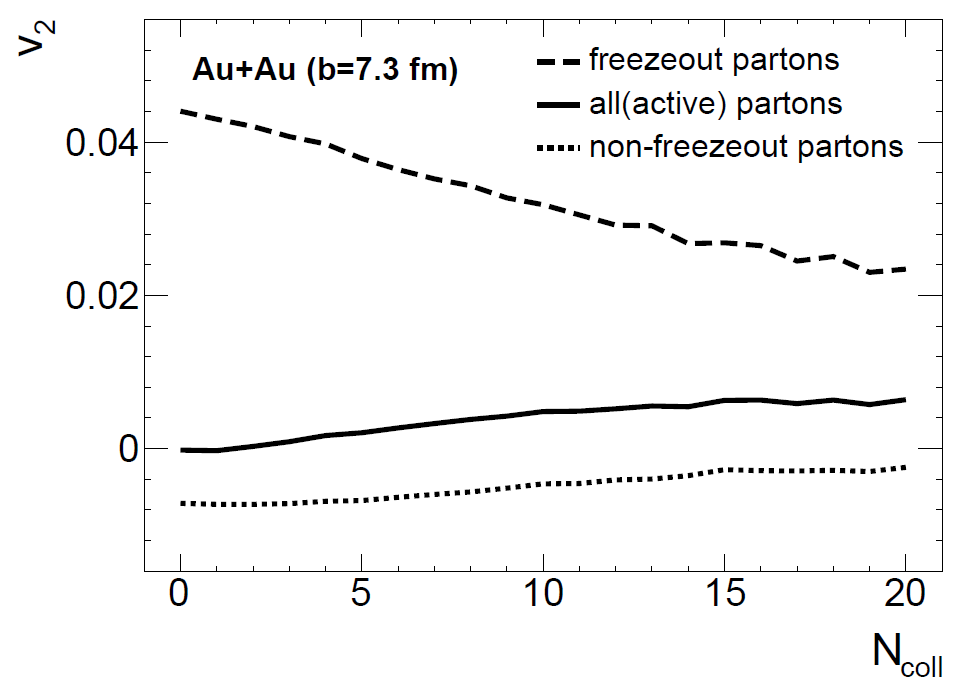 v2
Au+Au (b=7.3 fm)
freezeout partons
all(active) partons
non-freezeout partons
0.04
0.02
0
0 5 10 15 20
Ncoll